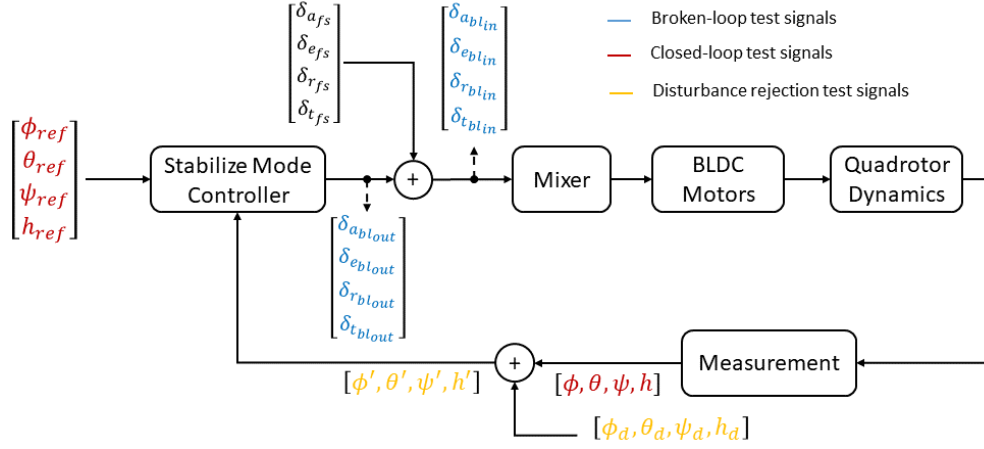 δ_{a_{fs}}
δ_{e_{fs}}
δ_{r_{fs}}
δ_{t_{fs}}
δ_{a_{bl_{in}}}
δ_{e_{bl_{in}}}
δ_{r_{bl_{in}}}
δ_{t_{bl_{in}}}
Broken-loop test signals
Closed-loop test signals
Disturbance rejection test signals
ϕ_{ref}
θ_{ref}
ψ_{ref}
h_{ref}
Stabilize Mode
Controller
+
Mixer
BLDC
Motors
Quadrotor
Dynamics
δ_{a_{bl_{out}}}
δ_{e_{bl_{out}}}
δ_{r_{bl_{out}}}
δ_{t_{bl_{out}}}
+
Measurement
[ϕ′, θ′, ψ′, h′]
[ϕ, θ, ψ, h]
[ϕ_d, θ_d, ψ_d, h_d]